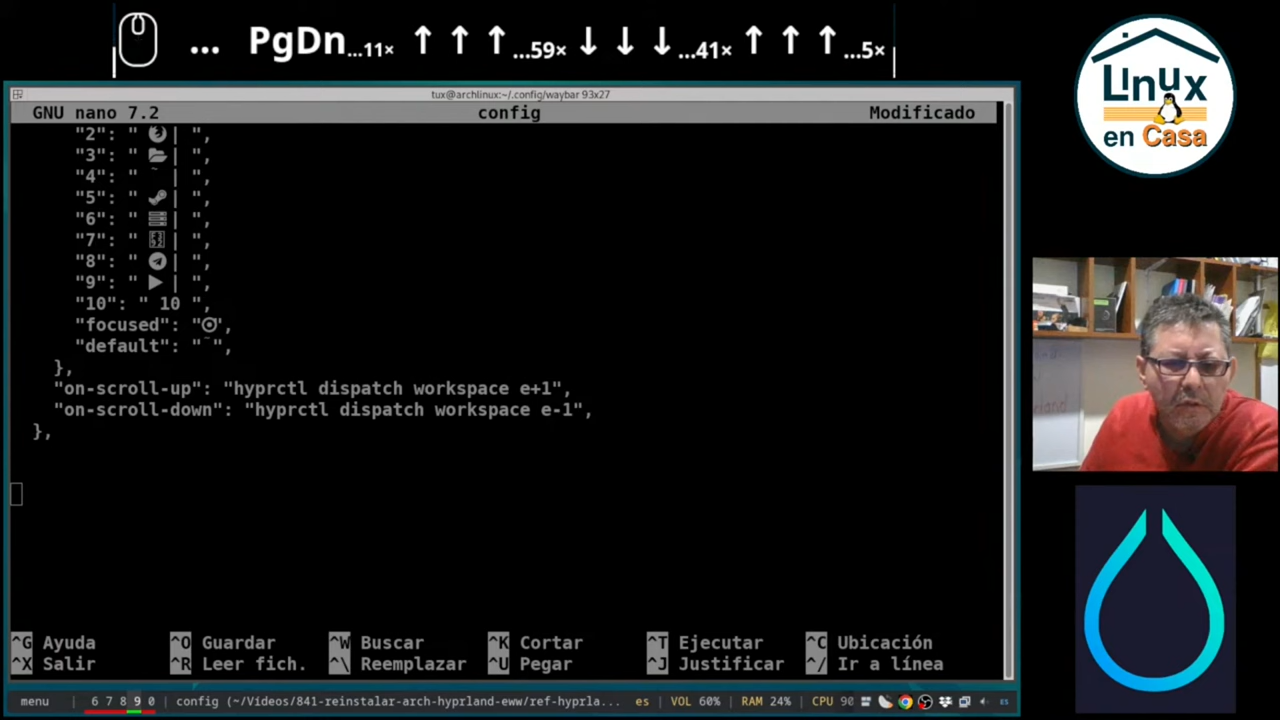 ... PgDn...11× ↑ ↑ ↑ ...59× ↓ ↓ ↓ ...41× ↑ ↑ ↑ ...5×
LInux
en Casa
tux@archlinux:~/.config/waybar 93x27
GNU nano 7.2 config Modificado
"2": " | ",
"3": " | ",
"4": " | ",
"5": " | ",
"6": " | ",
"7": " | ",
"8": " | ",
"9": " | ",
"10": " 10 ",
"focused": "",
"default": "",
},
"on-scroll-up": "hyprctl dispatch workspace e+1",
"on-scroll-down": "hyprctl dispatch workspace e-1",
},
^G Ayuda ^O Guardar ^W Buscar ^K Cortar ^T Ejecutar ^C Ubicación
^X Salir ^R Leer fich. ^\ Reemplazar ^U Pegar ^J Justificar ^/ Ir a línea
menu | 6 7 8 9 0 | config (~/Vídeos/841-reinstalar-arch-hyprland-eww/ref-hyprla... es | VOL 60% | RAM 24% | CPU 90 ES